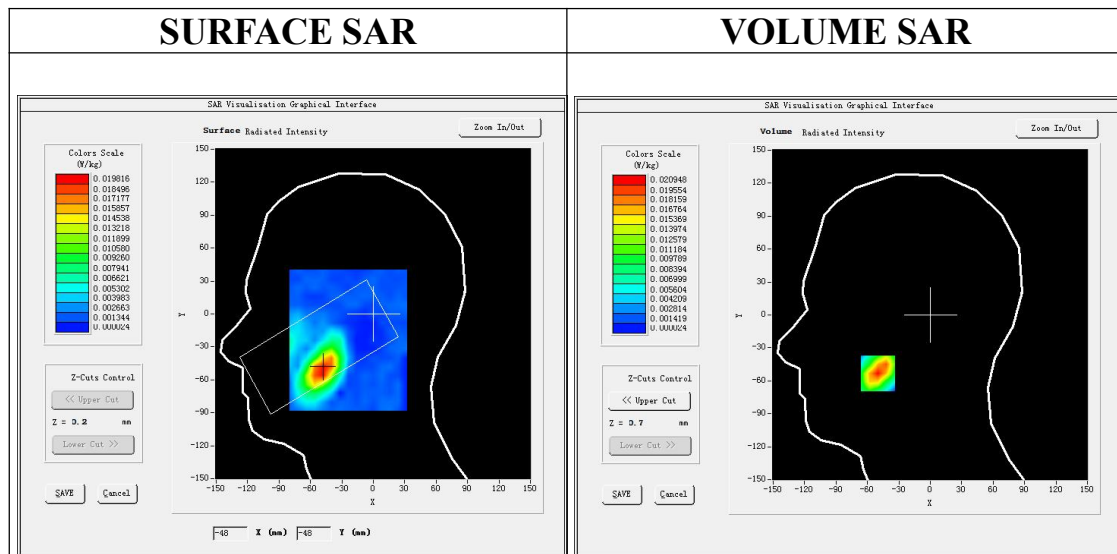 SURFACE SAR
VOLUME SAR
SAR Visualisation Graphical Interface
Surface Radiated Intensity
Zoom In/Out
Colors Scale
(W/kg)
0.019816
0.018496
0.017177
0.015857
0.014538
0.013218
0.011899
0.010580
0.009260
0.007941
0.006621
0.005302
0.003983
0.002663
0.001344
0.000024
Z-Cuts Control
<< Upper Cut
Z = 0.2 mm
Lower Cut >>
SAVE Cancel
150
120
90
60
30
0
-30
-60
-90
-120
-150
Y
-150 -120 -90 -60 -30 0 30 60 90 120 150
X
-48 X (mm) -48 Y (mm)
SAR Visualisation Graphical Interface
Volume Radiated Intensity
Zoom In/Out
Colors Scale
(W/kg)
0.020948
0.019554
0.018159
0.016764
0.015369
0.013974
0.012579
0.011184
0.009789
0.008394
0.006999
0.005604
0.004209
0.002814
0.001419
0.000024
Z-Cuts Control
<< Upper Cut
Z = 0.7 mm
Lower Cut >>
SAVE Cancel
150
120
90
60
30
0
-30
-60
-90
-120
-150
Y
-150 -120 -90 -60 -30 0 30 60 90 120 150
X